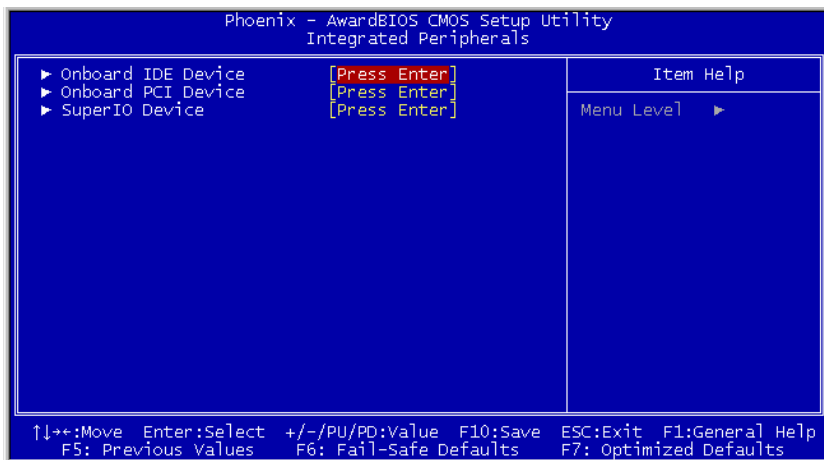 Phoenix - AwardBIOS CMOS Setup Utility
Integrated Peripherals
► Onboard IDE Device [Press Enter]
► Onboard PCI Device [Press Enter]
► SuperIO Device [Press Enter]
Item Help
Menu Level ►
↑↓→←:Move Enter:Select +/-/PU/PD:Value F10:Save ESC:Exit F1:General Help
F5: Previous Values F6: Fail-Safe Defaults F7: Optimized Defaults